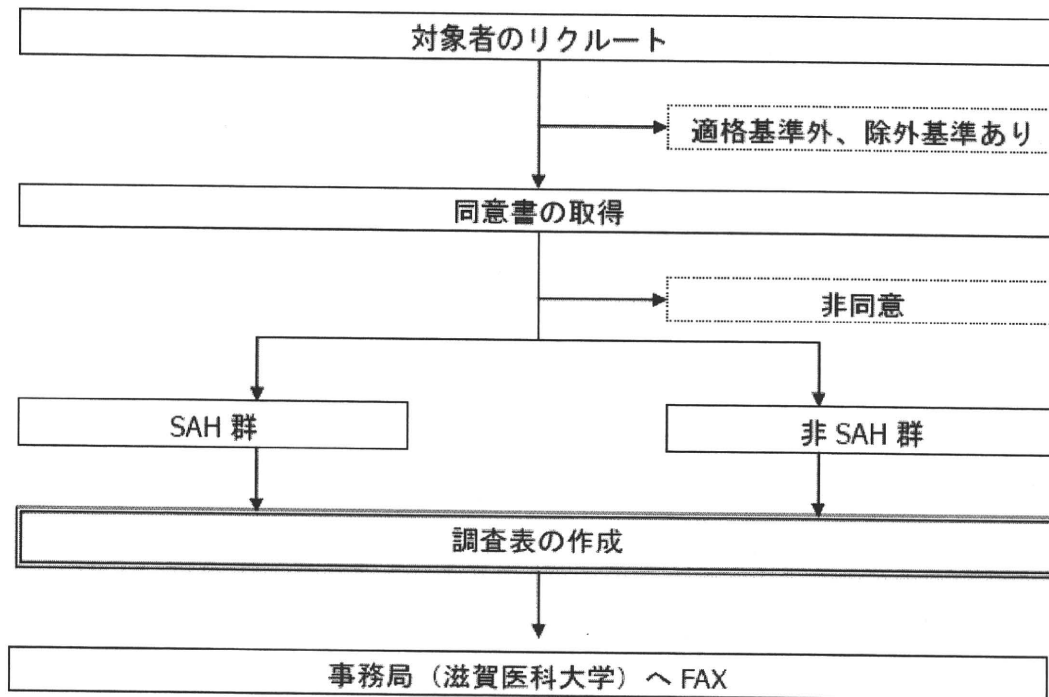 対象者のリクルート
適格基準外、除外基準あり
同意書の取得
非同意
SAH 群
非 SAH 群
調査表の作成
事務局（滋賀医科大学）へ FAX